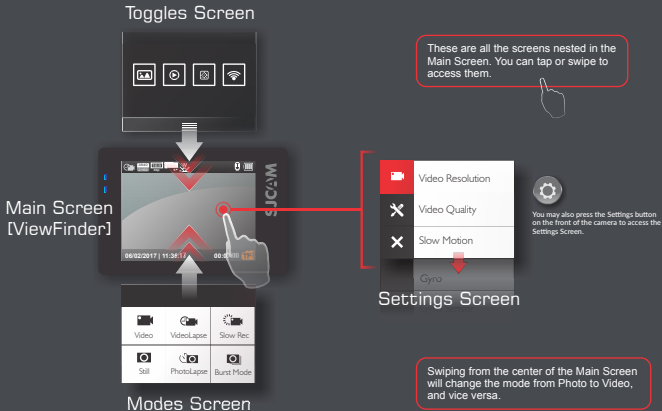 Toggles Screen
These are all the screens nested in the
Main Screen. You can tap or swipe to
access them.
SJCAM
Main Screen
[ViewFinder]
06/02/2017 | 11:36:
00:0
Video Resolution
Video Quality
Slow Motion
Gyro
Settings Screen
You may also press the Settings button
on the front of the camera to access the
Settings Screen.
Video
VideoLapse
Slow Rec
Still
PhotoLapse
Burst Mode
Modes Screen
Swiping from the center of the Main Screen
will change the mode from Photo to Video,
and vice versa.